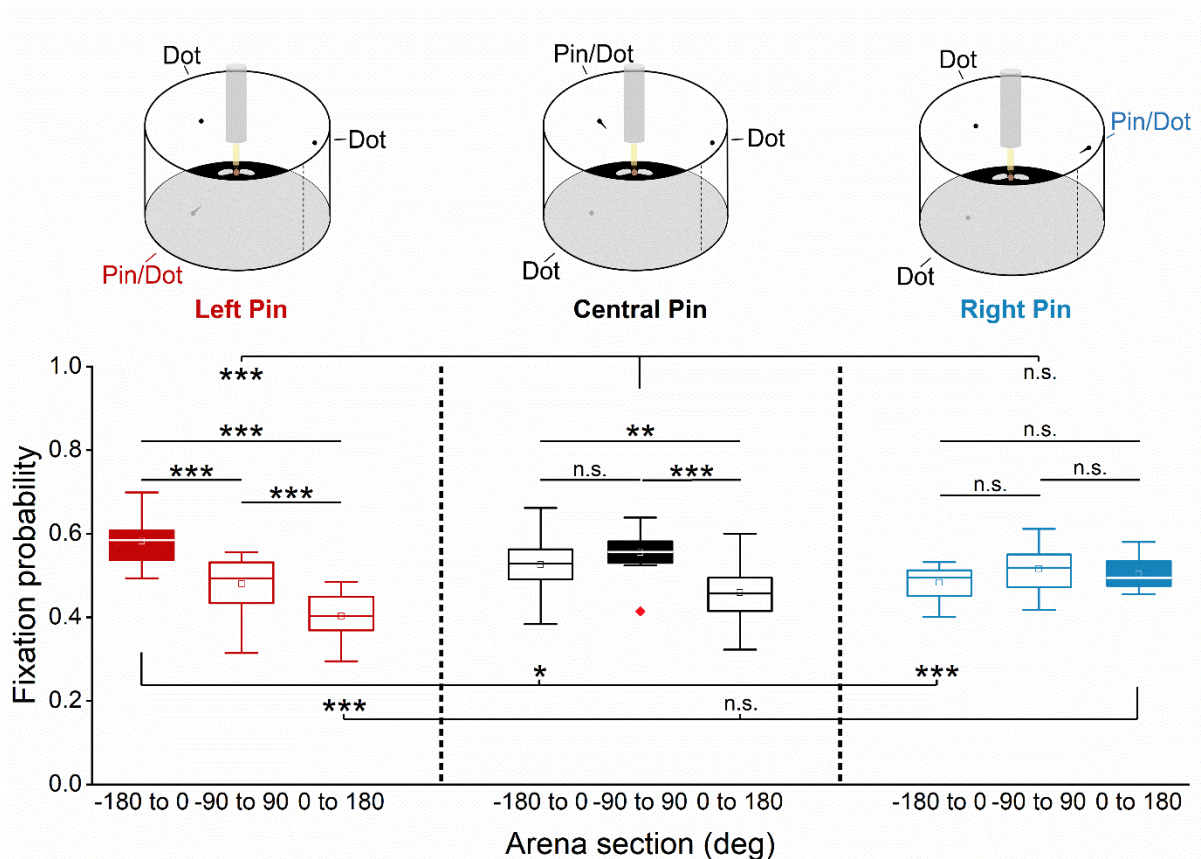 Dot
Pin/Dot
Dot
Dot
Dot
Pin/Dot
Pin/Dot
Dot
Dot
Left Pin
Central Pin
Right Pin
1.0
***
n.s.
***
**
n.s.
0.8
***
n.s.
***
n.s.
***
n.s.
0.6
0.4
*
***
0.2
***
n.s.
0.0
-180 to 0 -90 to 90 0 to 180
-180 to 0 -90 to 90 0 to 180
-180 to 0 -90 to 90 0 to 180
Fixation probability
Arena section (deg)